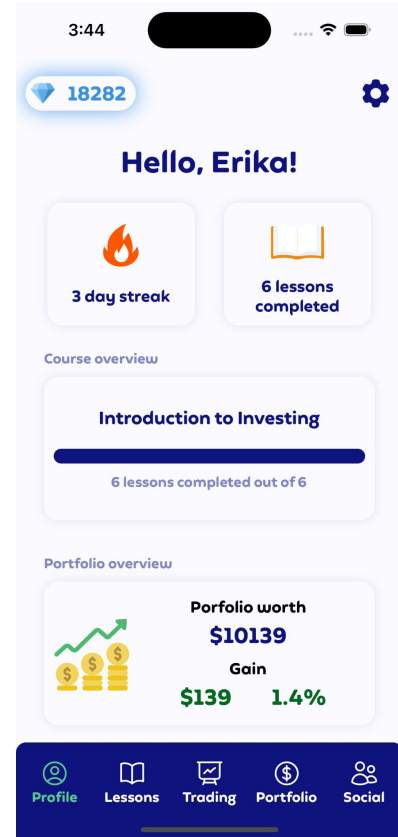 3:44
18282
Hello, Erika!
3 day streak
6 lessons
completed
Course overview
Introduction to Investing
6 lessons completed out of 6
Portfolio overview
Porfolio worth
$10139
Gain
$139 1.4%
$ $ $
Profile Lessons Trading Portfolio Social